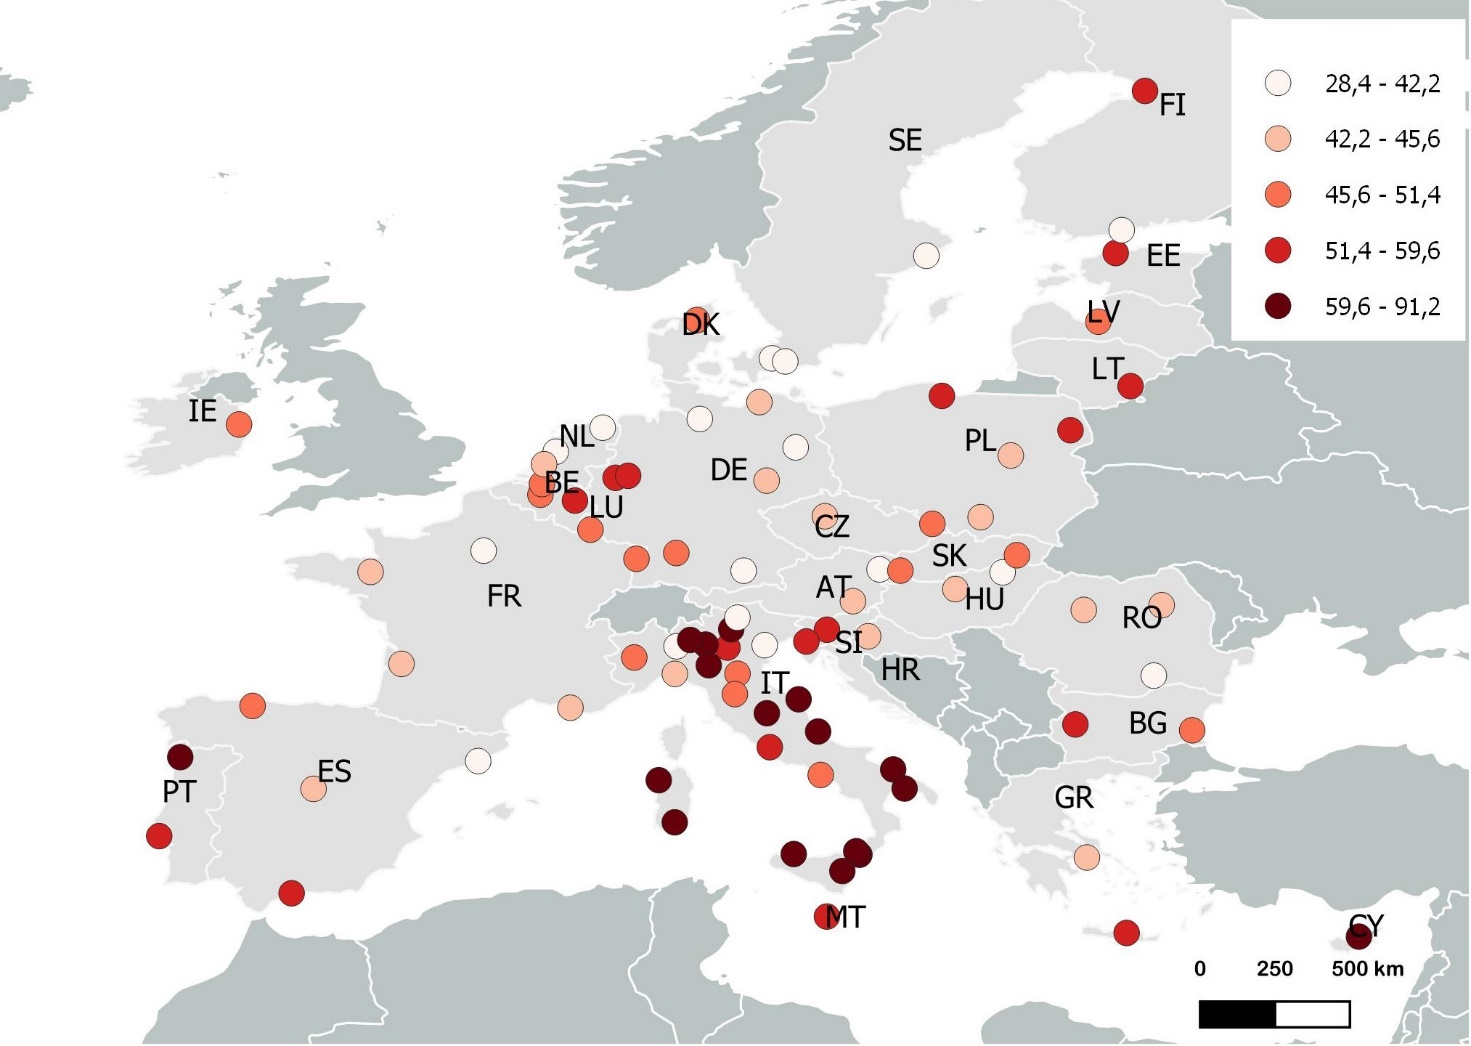 28,4 - 42,2
42,2 - 45,6
45,6 - 51,4
51,4 - 59,6
59,6 - 91,2
FI
SE
EE
LV
DK
LT
IE
NL
PL
BE
DE
LU
CZ
SK
AT
FR
HU
RO
SI
HR
IT
BG
ES
PT
GR
MT
CY
0 250 500 km